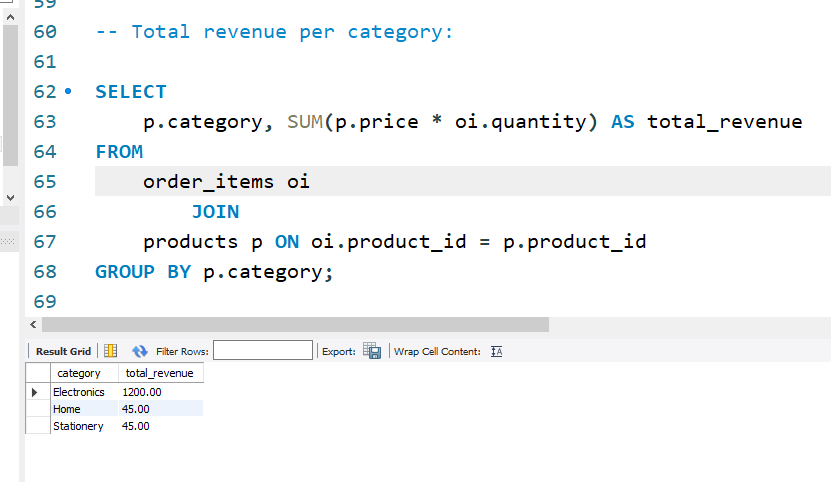 59
60 -- Total revenue per category:
61
62 SELECT
63 p.category, SUM(p.price * oi.quantity) AS total_revenue
64 FROM
65 order_items oi
66 JOIN
67 products p ON oi.product_id = p.product_id
68 GROUP BY p.category;
69
Result Grid Filter Rows: Export: Wrap Cell Content: IA
category total_revenue
Electronics 1200.00
Home 45.00
Stationery 45.00